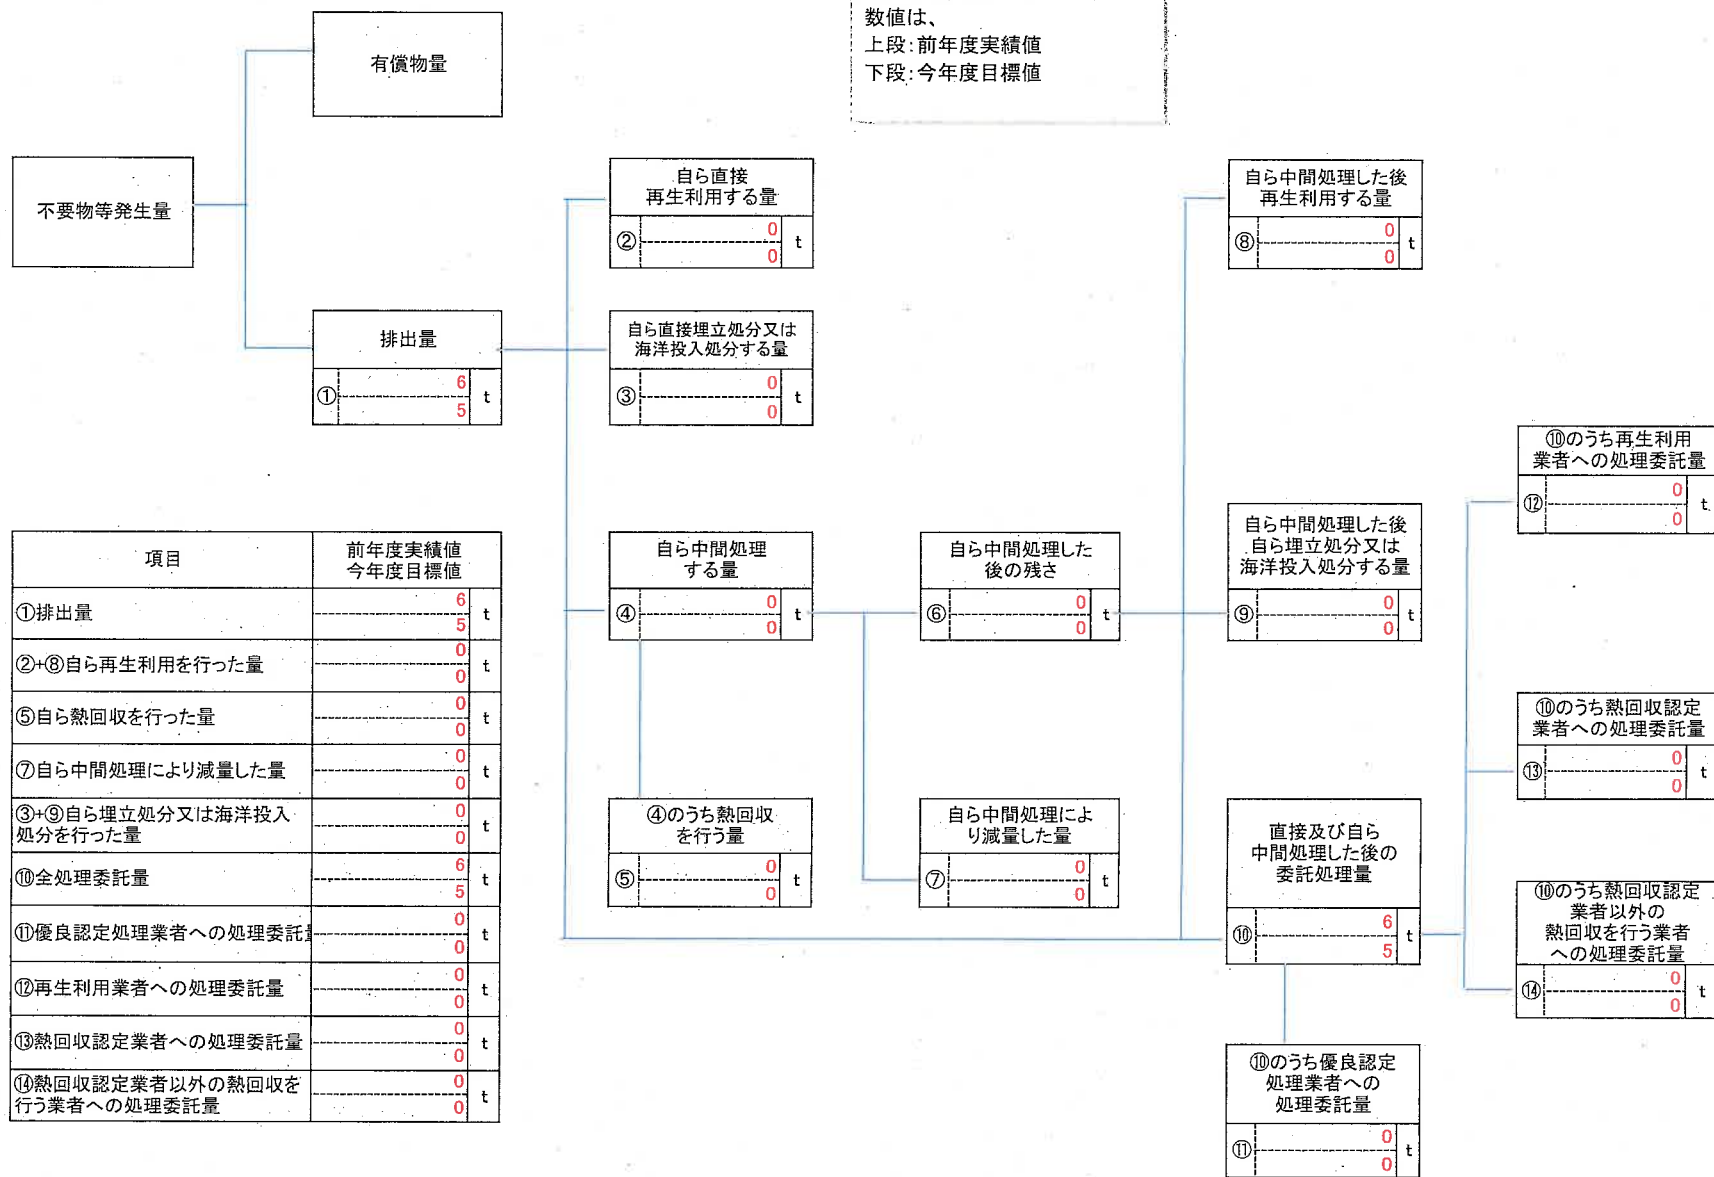 数値は、
上段:前年度実績値
下段:今年度目標値
有償物量
不要物等発生量
排出量
①
6
5
t
自ら直接
再生利用する量
②
0
0
t
自ら直接埋立処分又は
海洋投入処分する量
③
0
0
t
自ら中間処理
する量
④
0
0
t
④のうち熱回収
を行う量
⑤
0
0
t
自ら中間処理した
後の残さ
⑥
0
0
t
自ら中間処理によ
り減量した量
⑦
0
0
t
自ら中間処理した後
再生利用する量
⑧
0
0
t
自ら中間処理した後
自ら埋立処分又は
海洋投入処分する量
⑨
0
0
t
直接及び自ら
中間処理した後の
委託処理量
⑩
6
5
t
⑩のうち優良認定
処理業者への
処理委託量
⑪
0
0
t
⑩のうち再生利用
業者への処理委託量
⑫
0
0
t
⑩のうち熱回収認定
業者への処理委託量
⑬
0
0
t
⑩のうち熱回収認定
業者以外の
熱回収を行う業者
への処理委託量
⑭
0
0
t
項目
前年度実績値
今年度目標値
①排出量
6
5
t
②+⑧自ら再生利用を行った量
0
0
t
⑤自ら熱回収を行った量
0
0
t
⑦自ら中間処理により減量した量
0
0
t
③+⑨自ら埋立処分又は海洋投入
処分を行った量
0
0
t
⑩全処理委託量
6
5
t
⑪優良認定処理業者への処理委託
0
0
t
⑫再生利用業者への処理委託量
0
0
t
⑬熱回収認定業者への処理委託量
0
0
t
⑭熱回収認定業者以外の熱回収を
行う業者への処理委託量
0
0
t